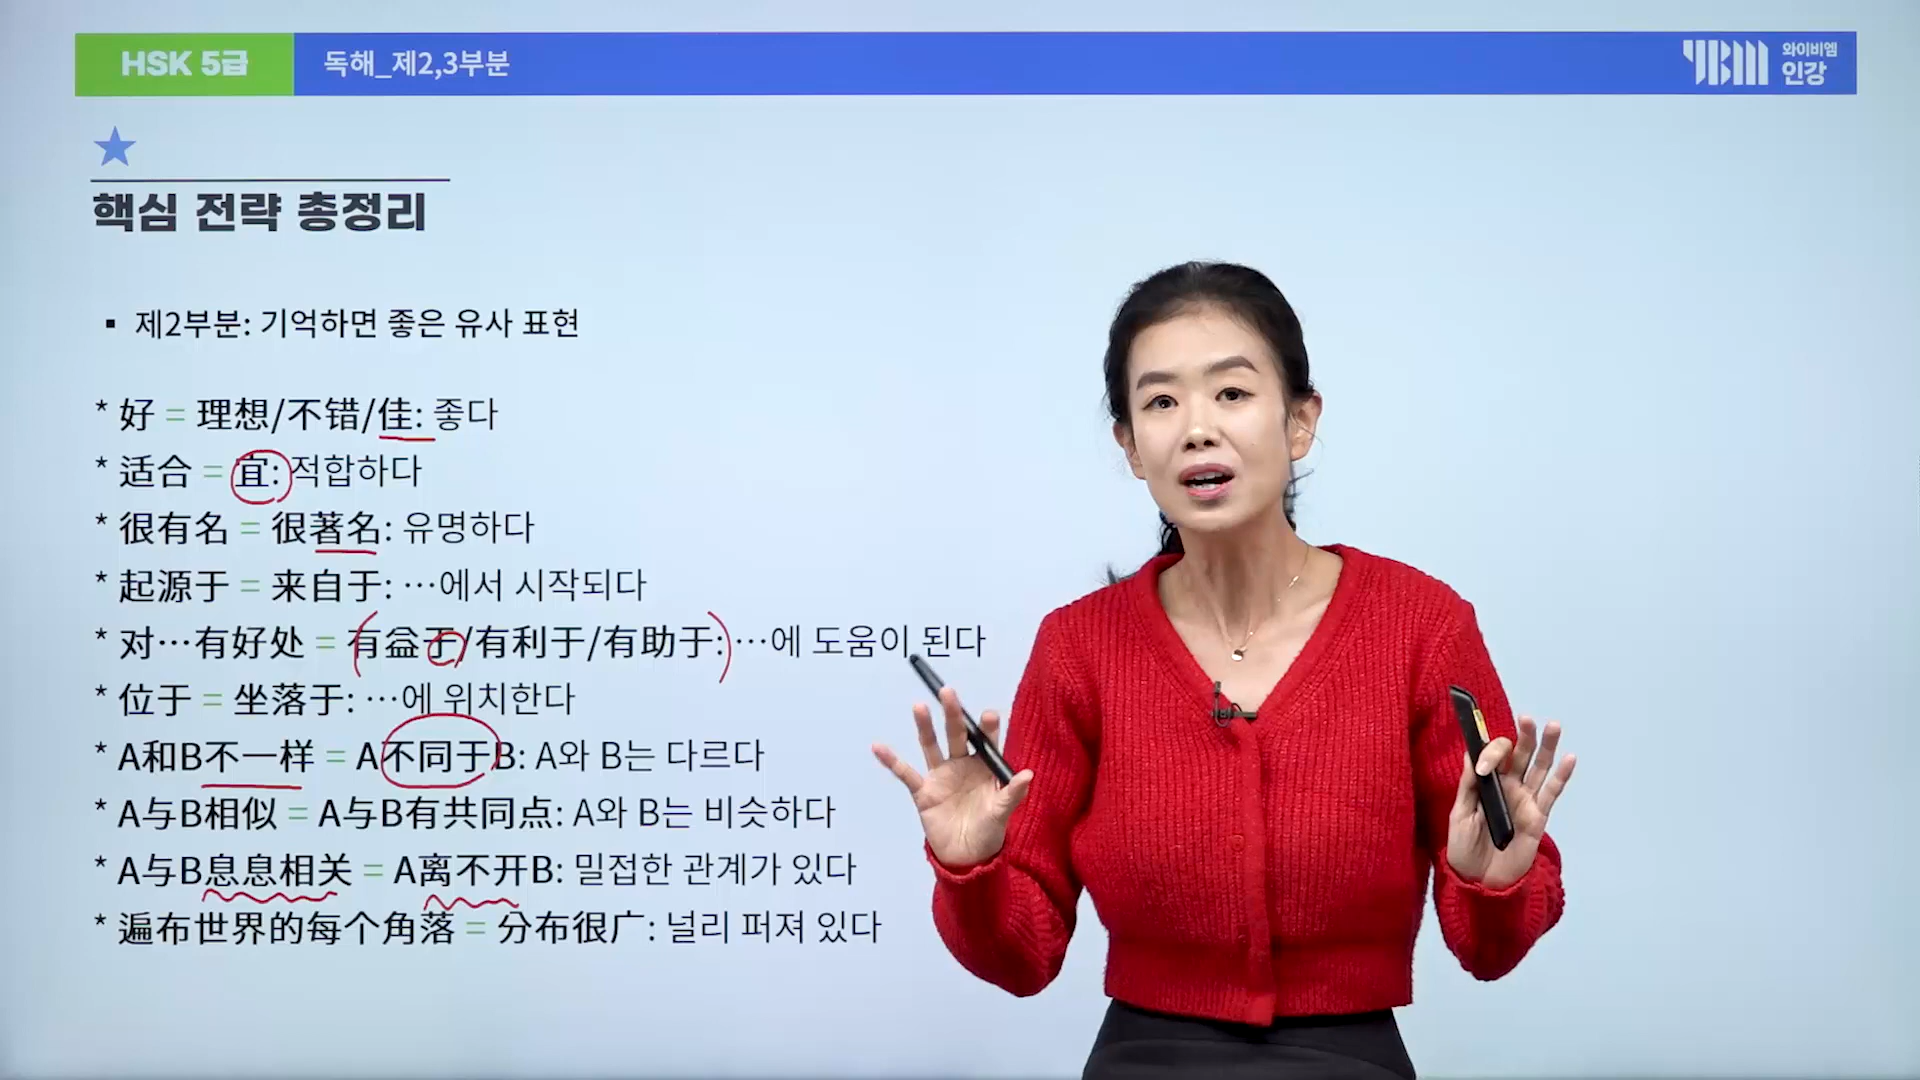 HSK 5급
독해_제2,3부분
YBM 와이비엠
인강
핵심 전략 총정리
▪ 제2부분: 기억하면 좋은 유사 표현
* 好 = 理想/不错/佳: 좋다
* 适合 = 宜: 적합하다
* 很有名 = 很著名: 유명하다
* 起源于 = 来自于: …에서 시작되다
* 对…有好处 = 有益于/有利于/有助于: …에 도움이 된다
* 位于 = 坐落于: …에 위치한다
* A和B不一样 = A不同于B: A와 B는 다르다
* A与B相似 = A与B有共同点: A와 B는 비슷하다
* A与B息息相关 = A离不开B: 밀접한 관계가 있다
* 遍布世界的每个角落 = 分布很广: 널리 퍼져 있다